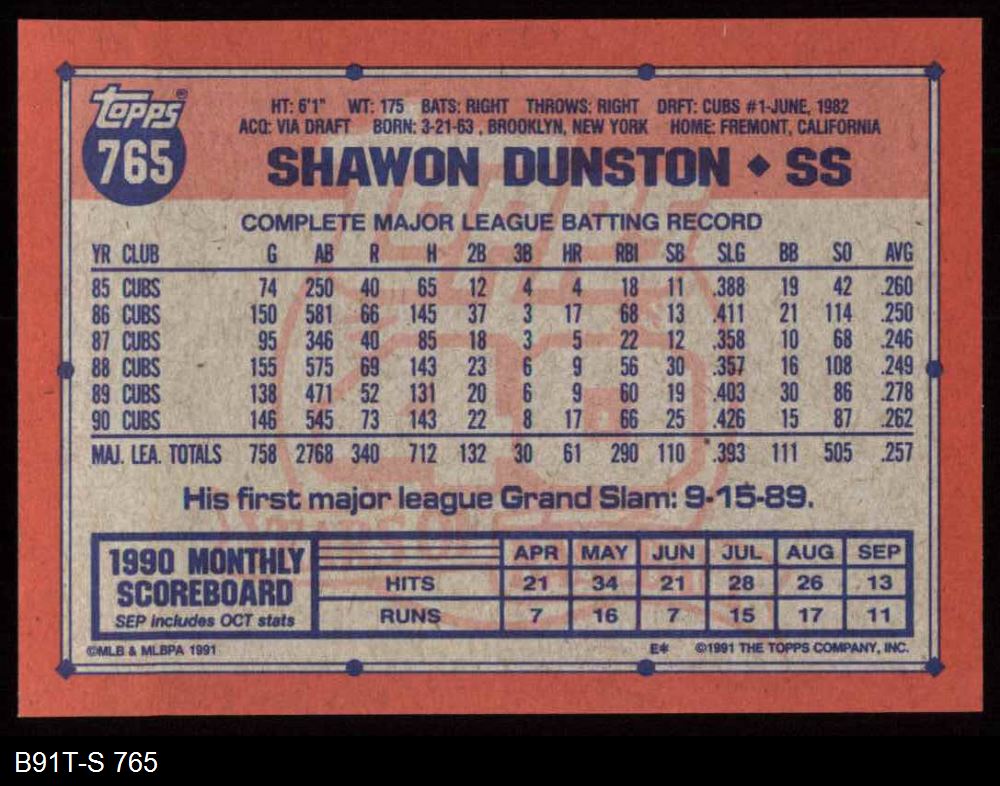 topps®
765
HT: 6'1" WT: 175 BATS: RIGHT THROWS: RIGHT DRFT: CUBS #1-JUNE, 1982
ACQ: VIA DRAFT BORN: 3-21-63 , BROOKLYN, NEW YORK HOME: FREMONT, CALIFORNIA
SHAWON DUNSTON ◆ SS
COMPLETE MAJOR LEAGUE BATTING RECORD
YR CLUB G AB R H 2B 3B HR RBI SB SLG BB SO AVG
85 CUBS 74 250 40 65 12 4 4 18 11 .388 19 42 .260
86 CUBS 150 581 66 145 37 3 17 68 13 .411 21 114 .250
87 CUBS 95 346 40 85 18 3 5 22 12 .358 10 68 .246
88 CUBS 155 575 69 143 23 6 9 56 30 .357 16 108 .249
89 CUBS 138 471 52 131 20 6 9 60 19 .403 30 86 .278
90 CUBS 146 545 73 143 22 8 17 66 25 .426 15 87 .262
MAJ. LEA. TOTALS 758 2768 340 712 132 30 61 290 110 .393 111 505 .257
His first major league Grand Slam: 9-15-89.
1990 MONTHLY SCOREBOARD
SEP includes OCT stats
APR MAY JUN JUL AUG SEP
HITS 21 34 21 28 26 13
RUNS 7 16 7 15 17 11
©MLB & MLBPA 1991 E* ©1991 THE TOPPS COMPANY, INC.
B91T-S 765